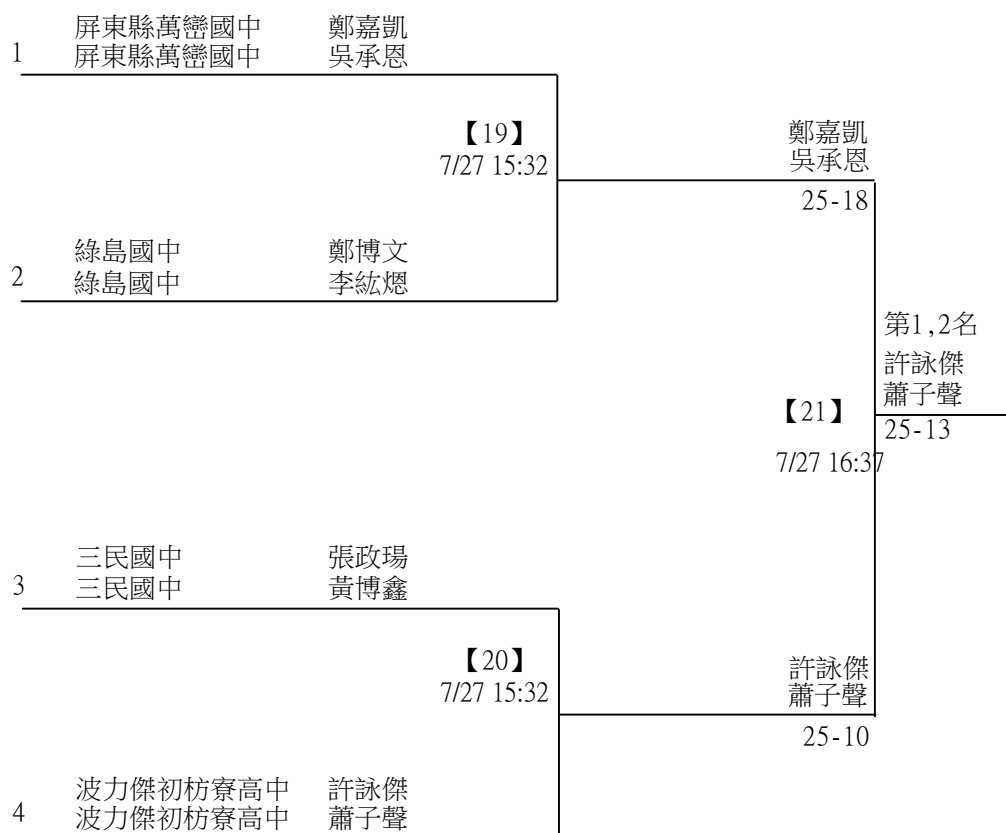 屏東縣萬巒國中 鄭嘉凱
1 屏東縣萬巒國中 吳承恩
【19】
7/27 15:32
鄭嘉凱
吳承恩
25-18
綠島國中 鄭博文
2 綠島國中 李紘熜
第1,2名
許詠傑
蕭子聲
【21】
25-13
7/27 16:37
三民國中 張政瑒
3 三民國中 黃博鑫
【20】
7/27 15:32
許詠傑
蕭子聲
25-10
波力傑初枋寮高中 許詠傑
4 波力傑初枋寮高中 蕭子聲